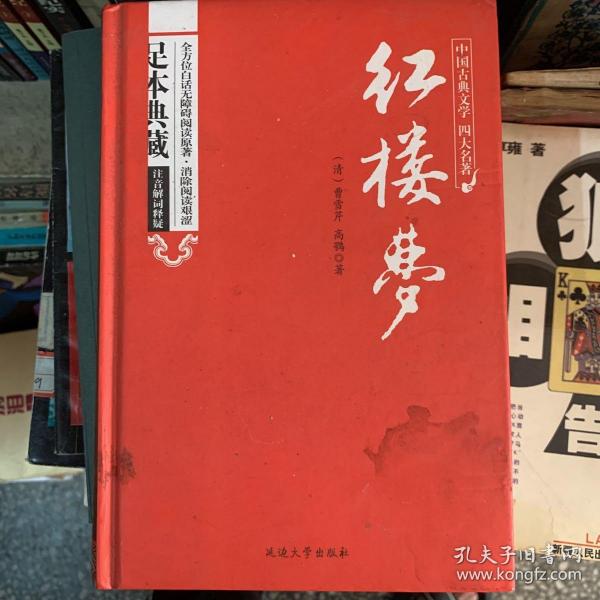 中国古典文学 四大名著
红楼梦
（清）曹雪芹 高鹗◎著
全方位白话无障碍阅读原著·消除阅读艰涩
足本典藏
注音解词释疑
延边大学出版社
雍 著
告
K
孔夫子旧书网
www.kongfz.com